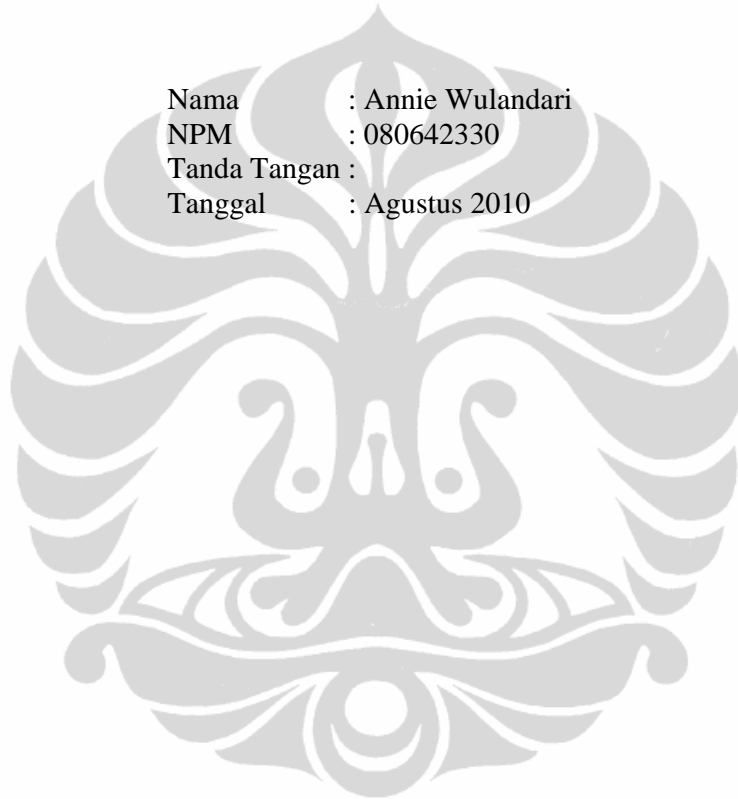 Nama : Annie Wulandari
NPM : 080642330
Tanda Tangan :
Tanggal : Agustus 2010